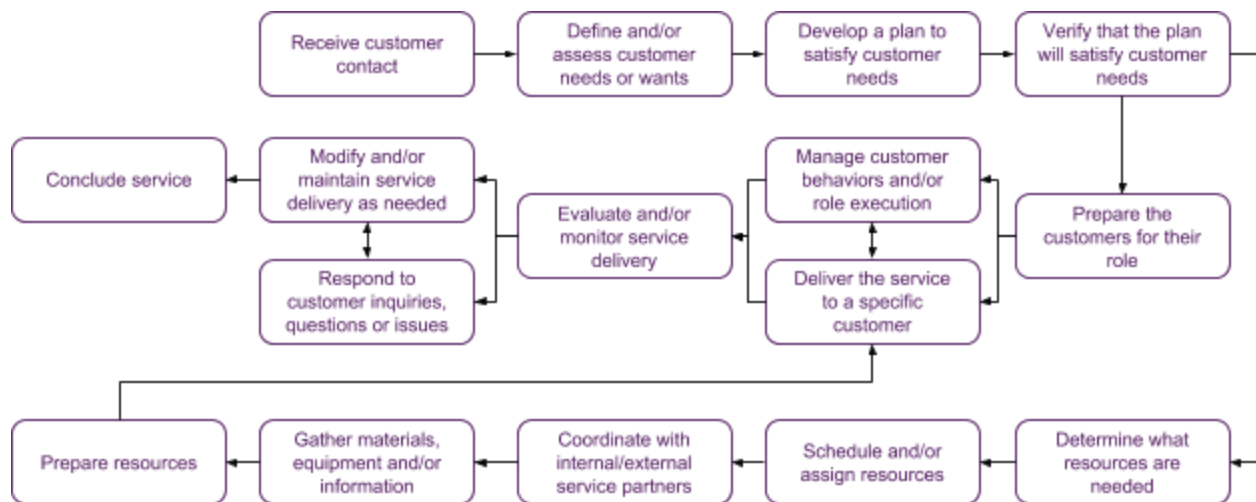 Receive customer
contact
Define and/or
assess customer
needs or wants
Develop a plan to
satisfy customer
needs
Verify that the plan
will satisfy customer
needs
Conclude service
Modify and/or
maintain service
delivery as needed
Evaluate and/or
monitor service
delivery
Manage customer
behaviors and/or
role execution
Prepare the
customers for their
role
Respond to
customer inquiries,
questions or issues
Deliver the service
to a specific
customer
Prepare resources
Gather materials,
equipment and/or
information
Coordinate with
internal/external
service partners
Schedule and/or
assign resources
Determine what
resources are
needed